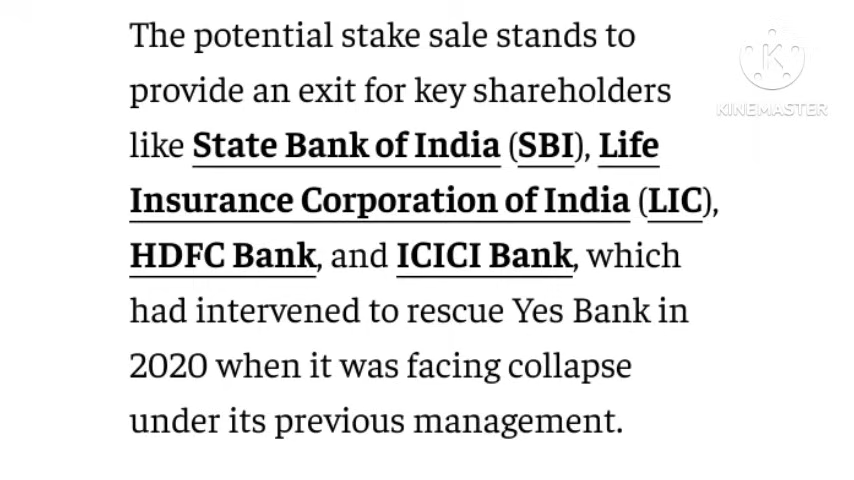 The potential stake sale stands to
provide an exit for key shareholders
like State Bank of India (SBI), Life
Insurance Corporation of India (LIC),
HDFC Bank, and ICICI Bank, which
had intervened to rescue Yes Bank in
2020 when it was facing collapse
under its previous management.
K
KINEMASTER